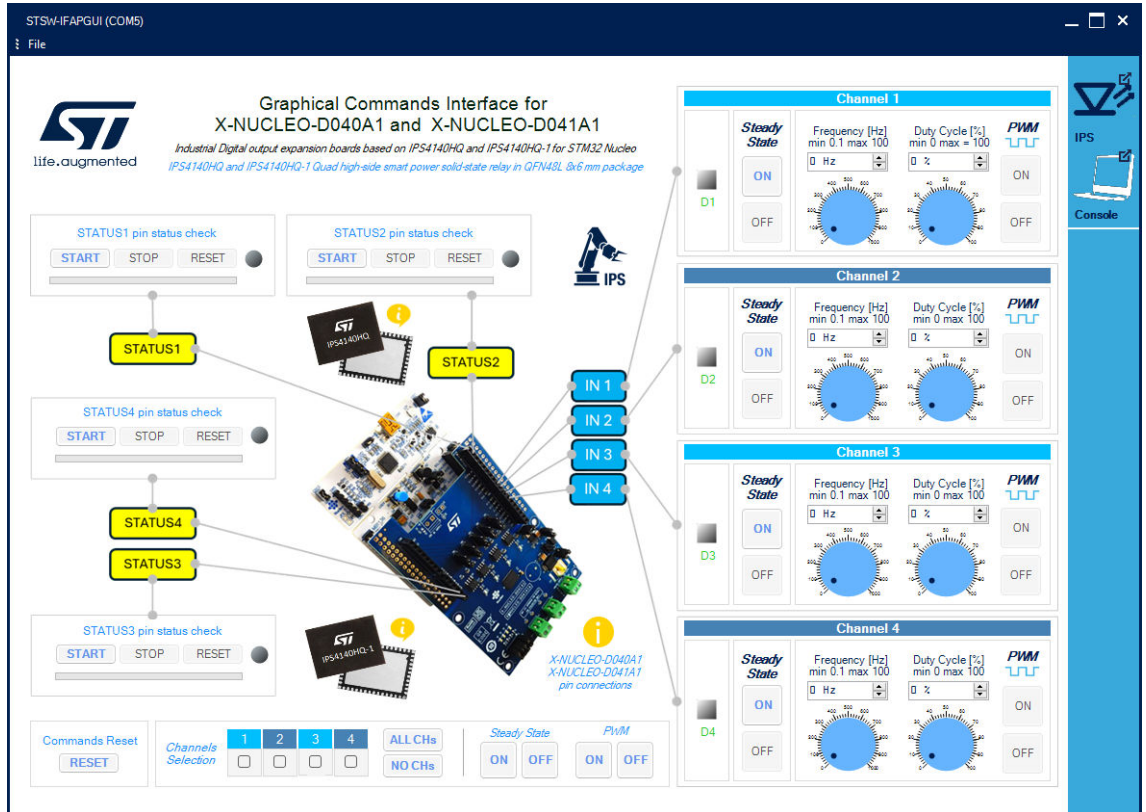 STSW-IFAPGUI (COM5)
File
ST
life.augmented
Graphical Commands Interface for
X-NUCLEO-D040A1 and X-NUCLEO-D041A1
Industrial Digital output expansion boards based on IPS4140HQ and IPS4140HQ-1 for STM32 Nucleo
IPS4140HQ and IPS4140HQ-1 Quad high-side smat power solid-state relay in QFN48L 8x6 mm package
STATUS1 pin status check
START STOP RESET
STATUS2 pin status check
START STOP RESET
IPS
STATUS1
IPS4140HQ
STATUS2
STATUS4 pin status check
START STOP RESET
IN 1
IN 2
IN 3
IN 4
STATUS4
STATUS3
STATUS3 pin status check
START STOP RESET
IPS4140HQ-1
X-NUCLEO-D040A1
X-NUCLEO-D041A1
pin connections
Commands Reset
RESET
Channels
Selection
1 2 3 4
ALL CHs
NO CHs
Steady State
ON OFF
PWM
ON OFF
Channel 1
D1
Steady
State
ON
OFF
Frequency [Hz]
min 0.1 max 100
0 Hz
Duty Cycle [%]
min 0 max = 100
0 %
PWM
ON
OFF
Channel 2
D2
Steady
State
ON
OFF
Frequency [Hz]
min 0.1 max 100
0 Hz
Duty Cycle [%]
min 0 max 100
0 %
PWM
ON
OFF
Channel 3
D3
Steady
State
ON
OFF
Frequency [Hz]
min 0.1 max 100
0 Hz
Duty Cycle [%]
min 0 max 100
0 %
PWM
ON
OFF
Channel 4
D4
Steady
State
ON
OFF
Frequency [Hz]
min 0.1 max 100
0 Hz
Duty Cycle [%]
min 0 max 100
0 %
PWM
ON
OFF
IPS
Console